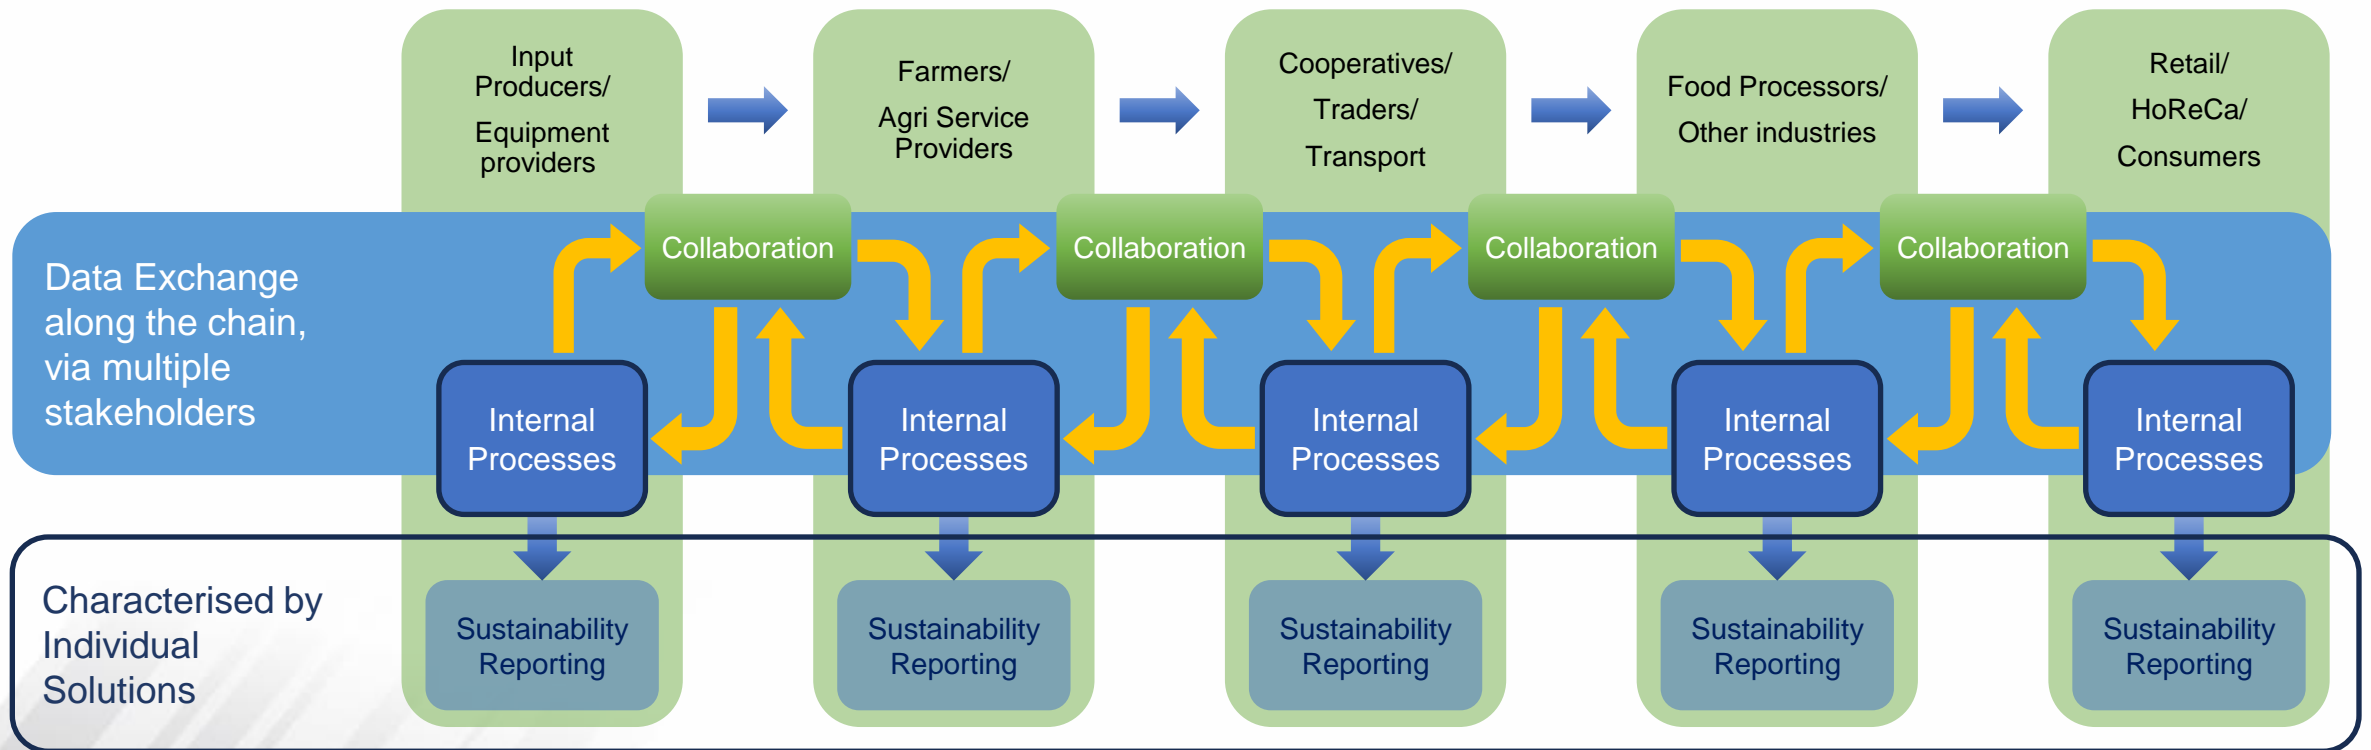 Input
Producers/
Equipment
providers
Farmers/
Agri Service
Providers
Cooperatives/
Traders/
Transport
Food Processors/
Other industries
Retail/
HoReCa/
Consumers
Data Exchange
along the chain,
via multiple
stakeholders
Collaboration
Collaboration
Collaboration
Collaboration
Internal
Processes
Internal
Processes
Internal
Processes
Internal
Processes
Internal
Processes
Characterised by
Individual
Solutions
Sustainability
Reporting
Sustainability
Reporting
Sustainability
Reporting
Sustainability
Reporting
Sustainability
Reporting